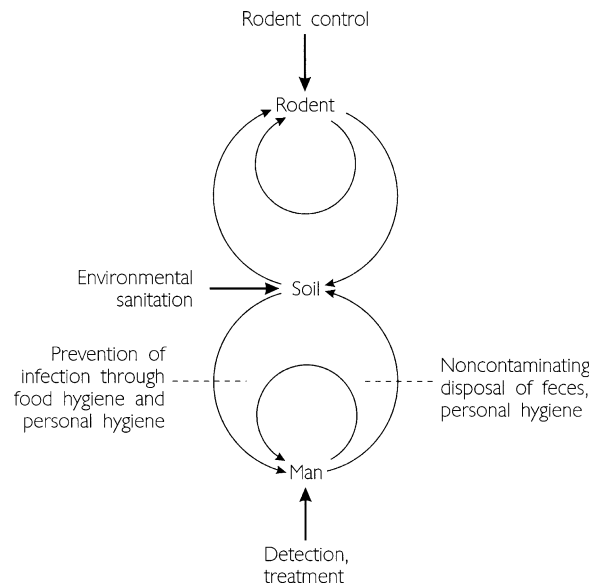 Rodent control
Rodent
Environmental
sanitation
Soil
Prevention of
infection through
food hygiene and
personal hygiene
Noncontaminating
disposal of feces,
personal hygiene
Man
Detection,
treatment